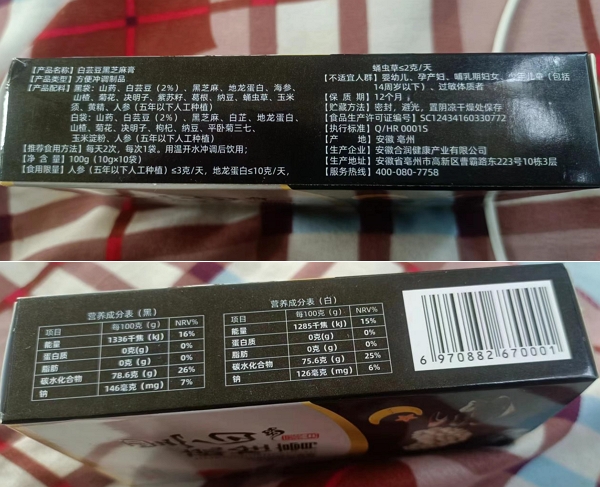 【产品名称】白芸豆黑芝麻膏
【产品类型】方便冲调制品
【产品配料】黑袋：山药、白芸豆（2%）、黑芝麻、地龙蛋白、海参、
山楂、菊花、决明子、紫苏籽、葛根、纳豆、蛹虫草、玉米
须、黄精、人参（五年以下人工种植）
白袋：山药、白芸豆（2%）、黑芝麻、白芷、地龙蛋白、
山楂、菊花、决明子、枸杞、纳豆、平卧菊三七、
玉米淀粉、人参（五年以下人工种植）
【推荐食用方法】每天2次，每次1袋，用温开水冲调后饮用；
【净 含 量】100g（10g×10袋）
【食用限量】人参（五年以下人工种植）≤3克/天，地龙蛋白≤10克/天，
蛹虫草≤2克/天
【不适宜人群】婴幼儿、孕产妇、哺乳期妇女、少年儿童（包括
14周岁以下）、过敏体质者
【保 质 期】12个月
【贮藏方法】密封，避光，置阴凉干燥处保存
【食品生产许可证编号】SC12434160330772
【执行标准】Q/HR 0001S
【产 地】安徽 亳州
【生产企业】安徽合润健康产业有限公司
【生产地址】安徽省亳州市高新区曹霸路东223号10栋3层
【服务热线】400-080-7758
营养成分表（黑）
项目 每100克(g) NRV%
能量 1336千焦（kJ） 16%
蛋白质 0克(g) 0%
脂肪 0克(g) 0%
碳水化合物 78.6克（g） 26%
钠 146毫克（mg） 7%
营养成分表（白）
项目 每100克(g) NRV%
能量 1285千焦（kJ） 15%
蛋白质 0克(g) 0%
脂肪 0克（g） 0%
碳水化合物 75.6克（g） 25%
钠 126毫克（mg） 6%
6 970882 670001